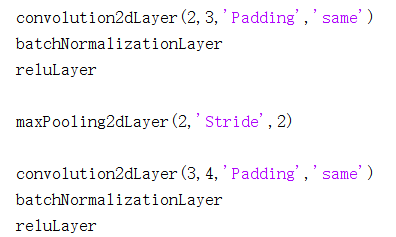 convolution2dLayer(2,3,'Padding','same')
batchNormalizationLayer
reluLayer
maxPooling2dLayer(2,'Stride',2)
convolution2dLayer(3,4,'Padding','same')
batchNormalizationLayer
reluLayer